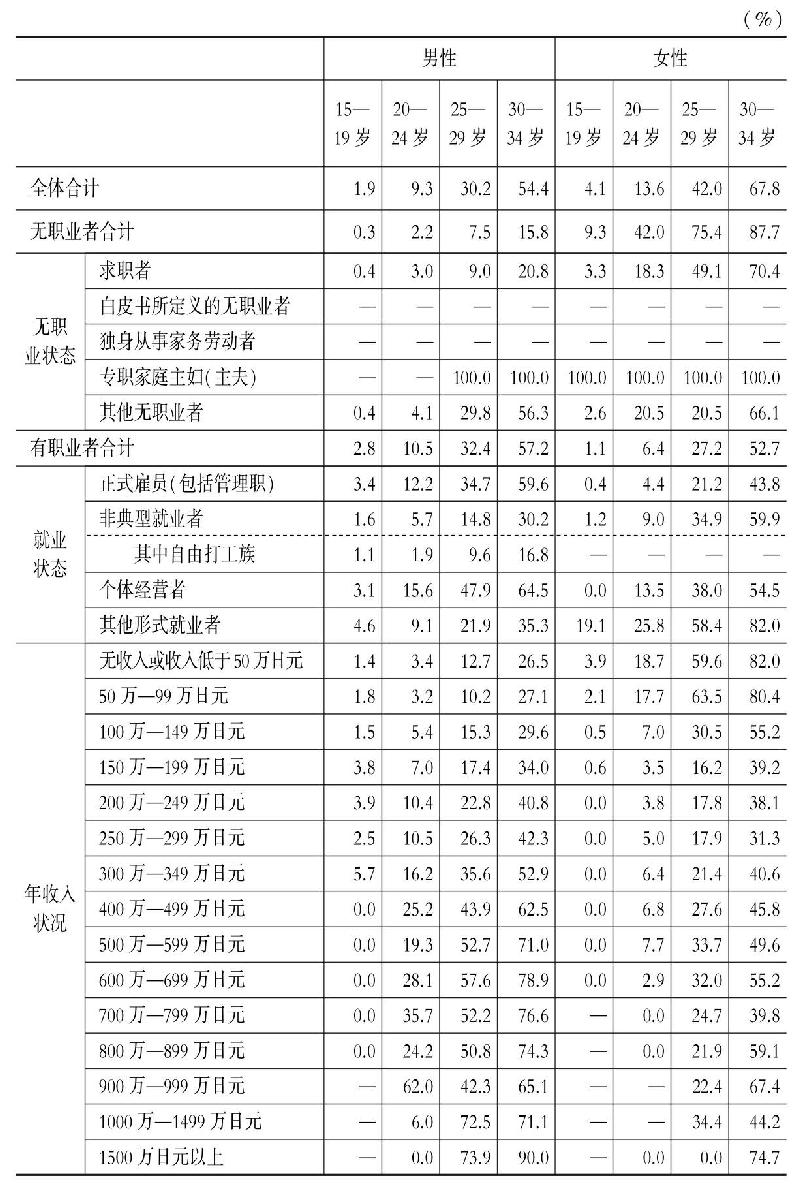 (%)
男性 女性
15— 20— 25— 30— 15— 20— 25— 30—
19岁 24岁 29岁 34岁 19岁 24岁 29岁 34岁
全体合计 1.9 9.3 30.2 54.4 4.1 13.6 42.0 67.8
无职业者合计 0.3 2.2 7.5 15.8 9.3 42.0 75.4 87.7
无职业状态
求职者 0.4 3.0 9.0 20.8 3.3 18.3 49.1 70.4
白皮书所定义的无职业者 — — — — — — — —
独身从事家务劳动者 — — — — — — — —
专职家庭主妇(主夫) — — 100.0 100.0 100.0 100.0 100.0 100.0
其他无职业者 0.4 4.1 29.8 56.3 2.6 20.5 20.5 66.1
有职业者合计 2.8 10.5 32.4 57.2 1.1 6.4 27.2 52.7
就业状态
正式雇员(包括管理职) 3.4 12.2 34.7 59.6 0.4 4.4 21.2 43.8
非典型就业者 1.6 5.7 14.8 30.2 1.2 9.0 34.9 59.9
其中自由打工族 1.1 1.9 9.6 16.8 — — — —
个体经营者 3.1 15.6 47.9 64.5 0.0 13.5 38.0 54.5
其他形式就业者 4.6 9.1 21.9 35.3 19.1 25.8 58.4 82.0
年收入状况
无收入或收入低于50万日元 1.4 3.4 12.7 26.5 3.9 18.7 59.6 82.0
50万—99万日元 1.8 3.2 10.2 27.1 2.1 17.7 63.5 80.4
100万—149万日元 1.5 5.4 15.3 29.6 0.5 7.0 30.5 55.2
150万—199万日元 3.8 7.0 17.4 34.0 0.6 3.5 16.2 39.2
200万—249万日元 3.9 10.4 22.8 40.8 0.0 3.8 17.8 38.1
250万—299万日元 2.5 10.5 26.3 42.3 0.0 5.0 17.9 31.3
300万—349万日元 5.7 16.2 35.6 52.9 0.0 6.4 21.4 40.6
400万—499万日元 0.0 25.2 43.9 62.5 0.0 6.8 27.6 45.8
500万—599万日元 0.0 19.3 52.7 71.0 0.0 7.7 33.7 49.6
600万—699万日元 0.0 28.1 57.6 78.9 0.0 2.9 32.0 55.2
700万—799万日元 0.0 35.7 52.2 76.6 — 0.0 24.7 39.8
800万—899万日元 0.0 24.2 50.8 74.3 — 0.0 21.9 59.1
900万—999万日元 — 62.0 42.3 65.1 — — 22.4 67.4
1000万—1499万日元 — 6.0 72.5 71.1 — — 34.4 44.2
1500万日元以上 — 0.0 73.9 90.0 — 0.0 0.0 74.7